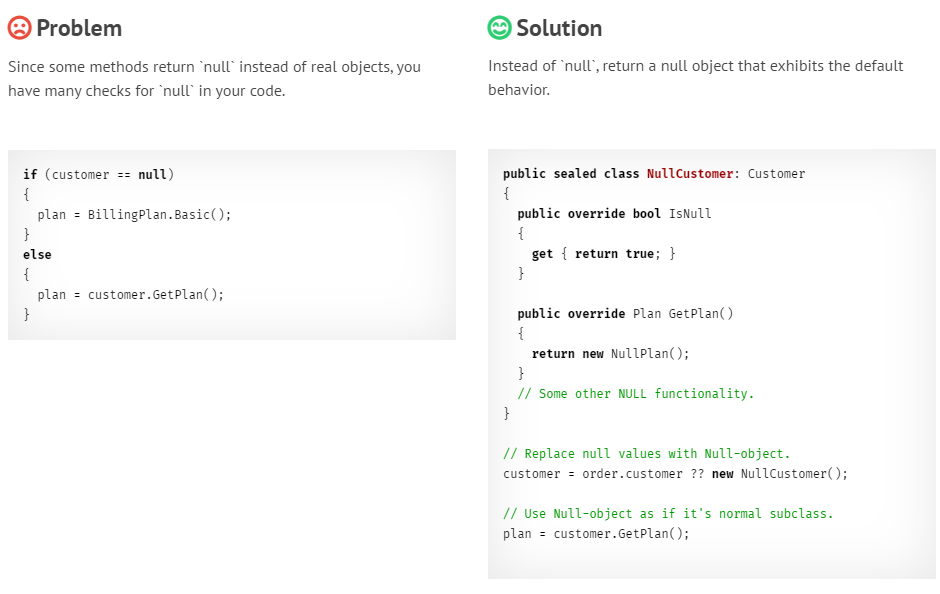 Problem
Since some methods return `null` instead of real objects, you
have many checks for `null` in your code.
if (customer == null)
{
  plan = BillingPlan.Basic();
}
else
{
  plan = customer.GetPlan();
}
Solution
Instead of `null`, return a null object that exhibits the default
behavior.
public sealed class NullCustomer: Customer
{
  public override bool IsNull
  {
    get { return true; }
  }
  public override Plan GetPlan()
  {
    return new NullPlan();
  }
  // Some other NULL functionality.
}
// Replace null values with Null-object.
customer = order.customer ?? new NullCustomer();
// Use Null-object as if it's normal subclass.
plan = customer.GetPlan();